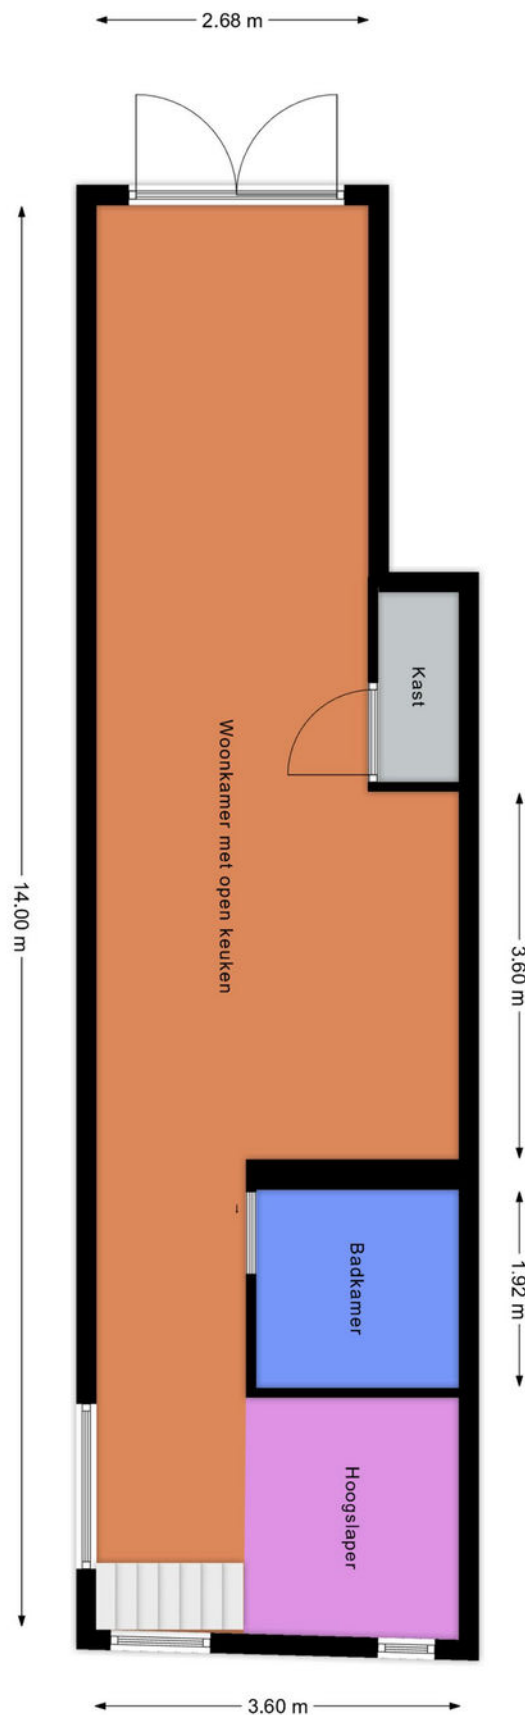 2.68 m
Kast
Woonkamer met open keuken
14.00 m
3.60 m
Badkamer
1.92 m
Hoogslaper
3.60 m